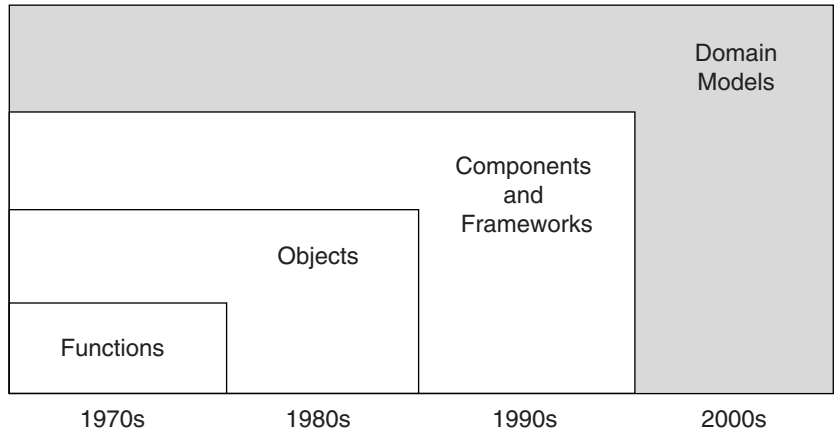 Domain
Models
Components
and
Frameworks
Objects
Functions
1970s
1980s
1990s
2000s